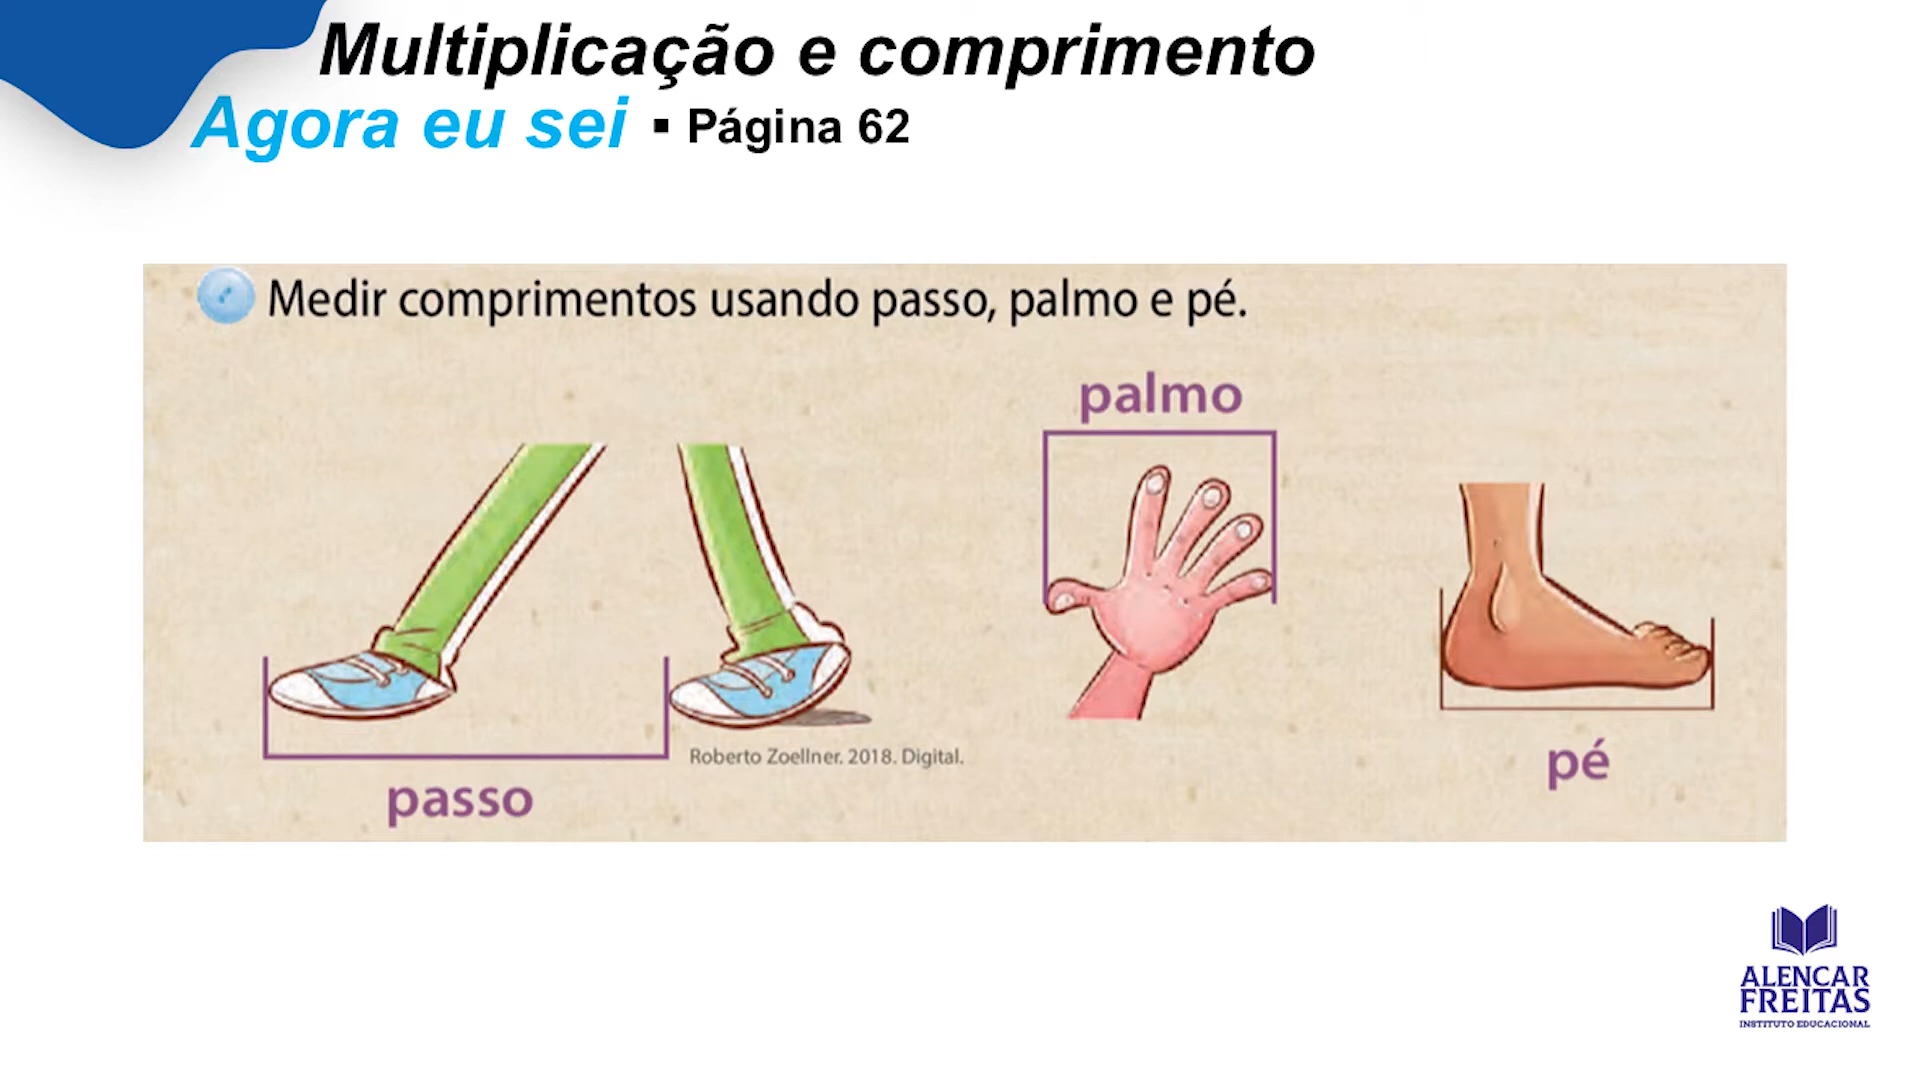 Multiplicação e comprimento
Agora eu sei ▪ Página 62
Medir comprimentos usando passo, palmo e pé.
palmo
Roberto Zoellner. 2018. Digital.
passo
pé
ALENCAR
FREITAS
INSTITUTO EDUCACIONAL